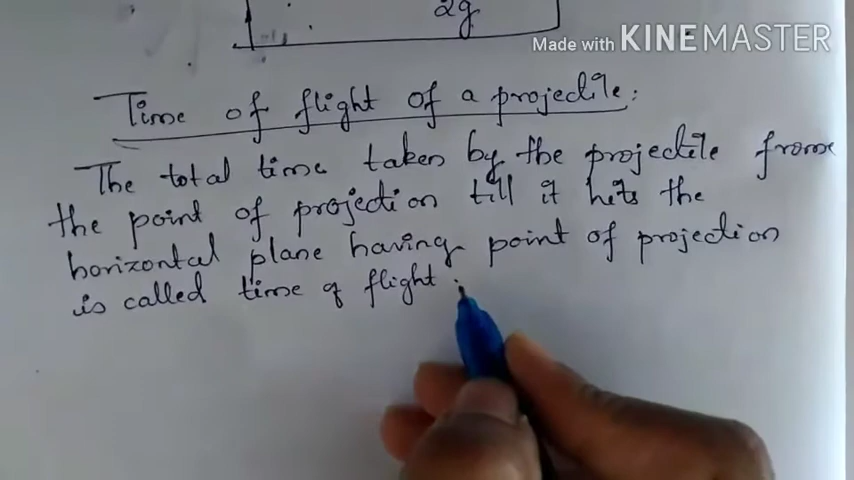 2g
Made with KINEMASTER
Time of flight of a projectile:
The total time taken by the projectile from
the point of projection till it hits the
horizontal plane having point of projection
is called time of flight.